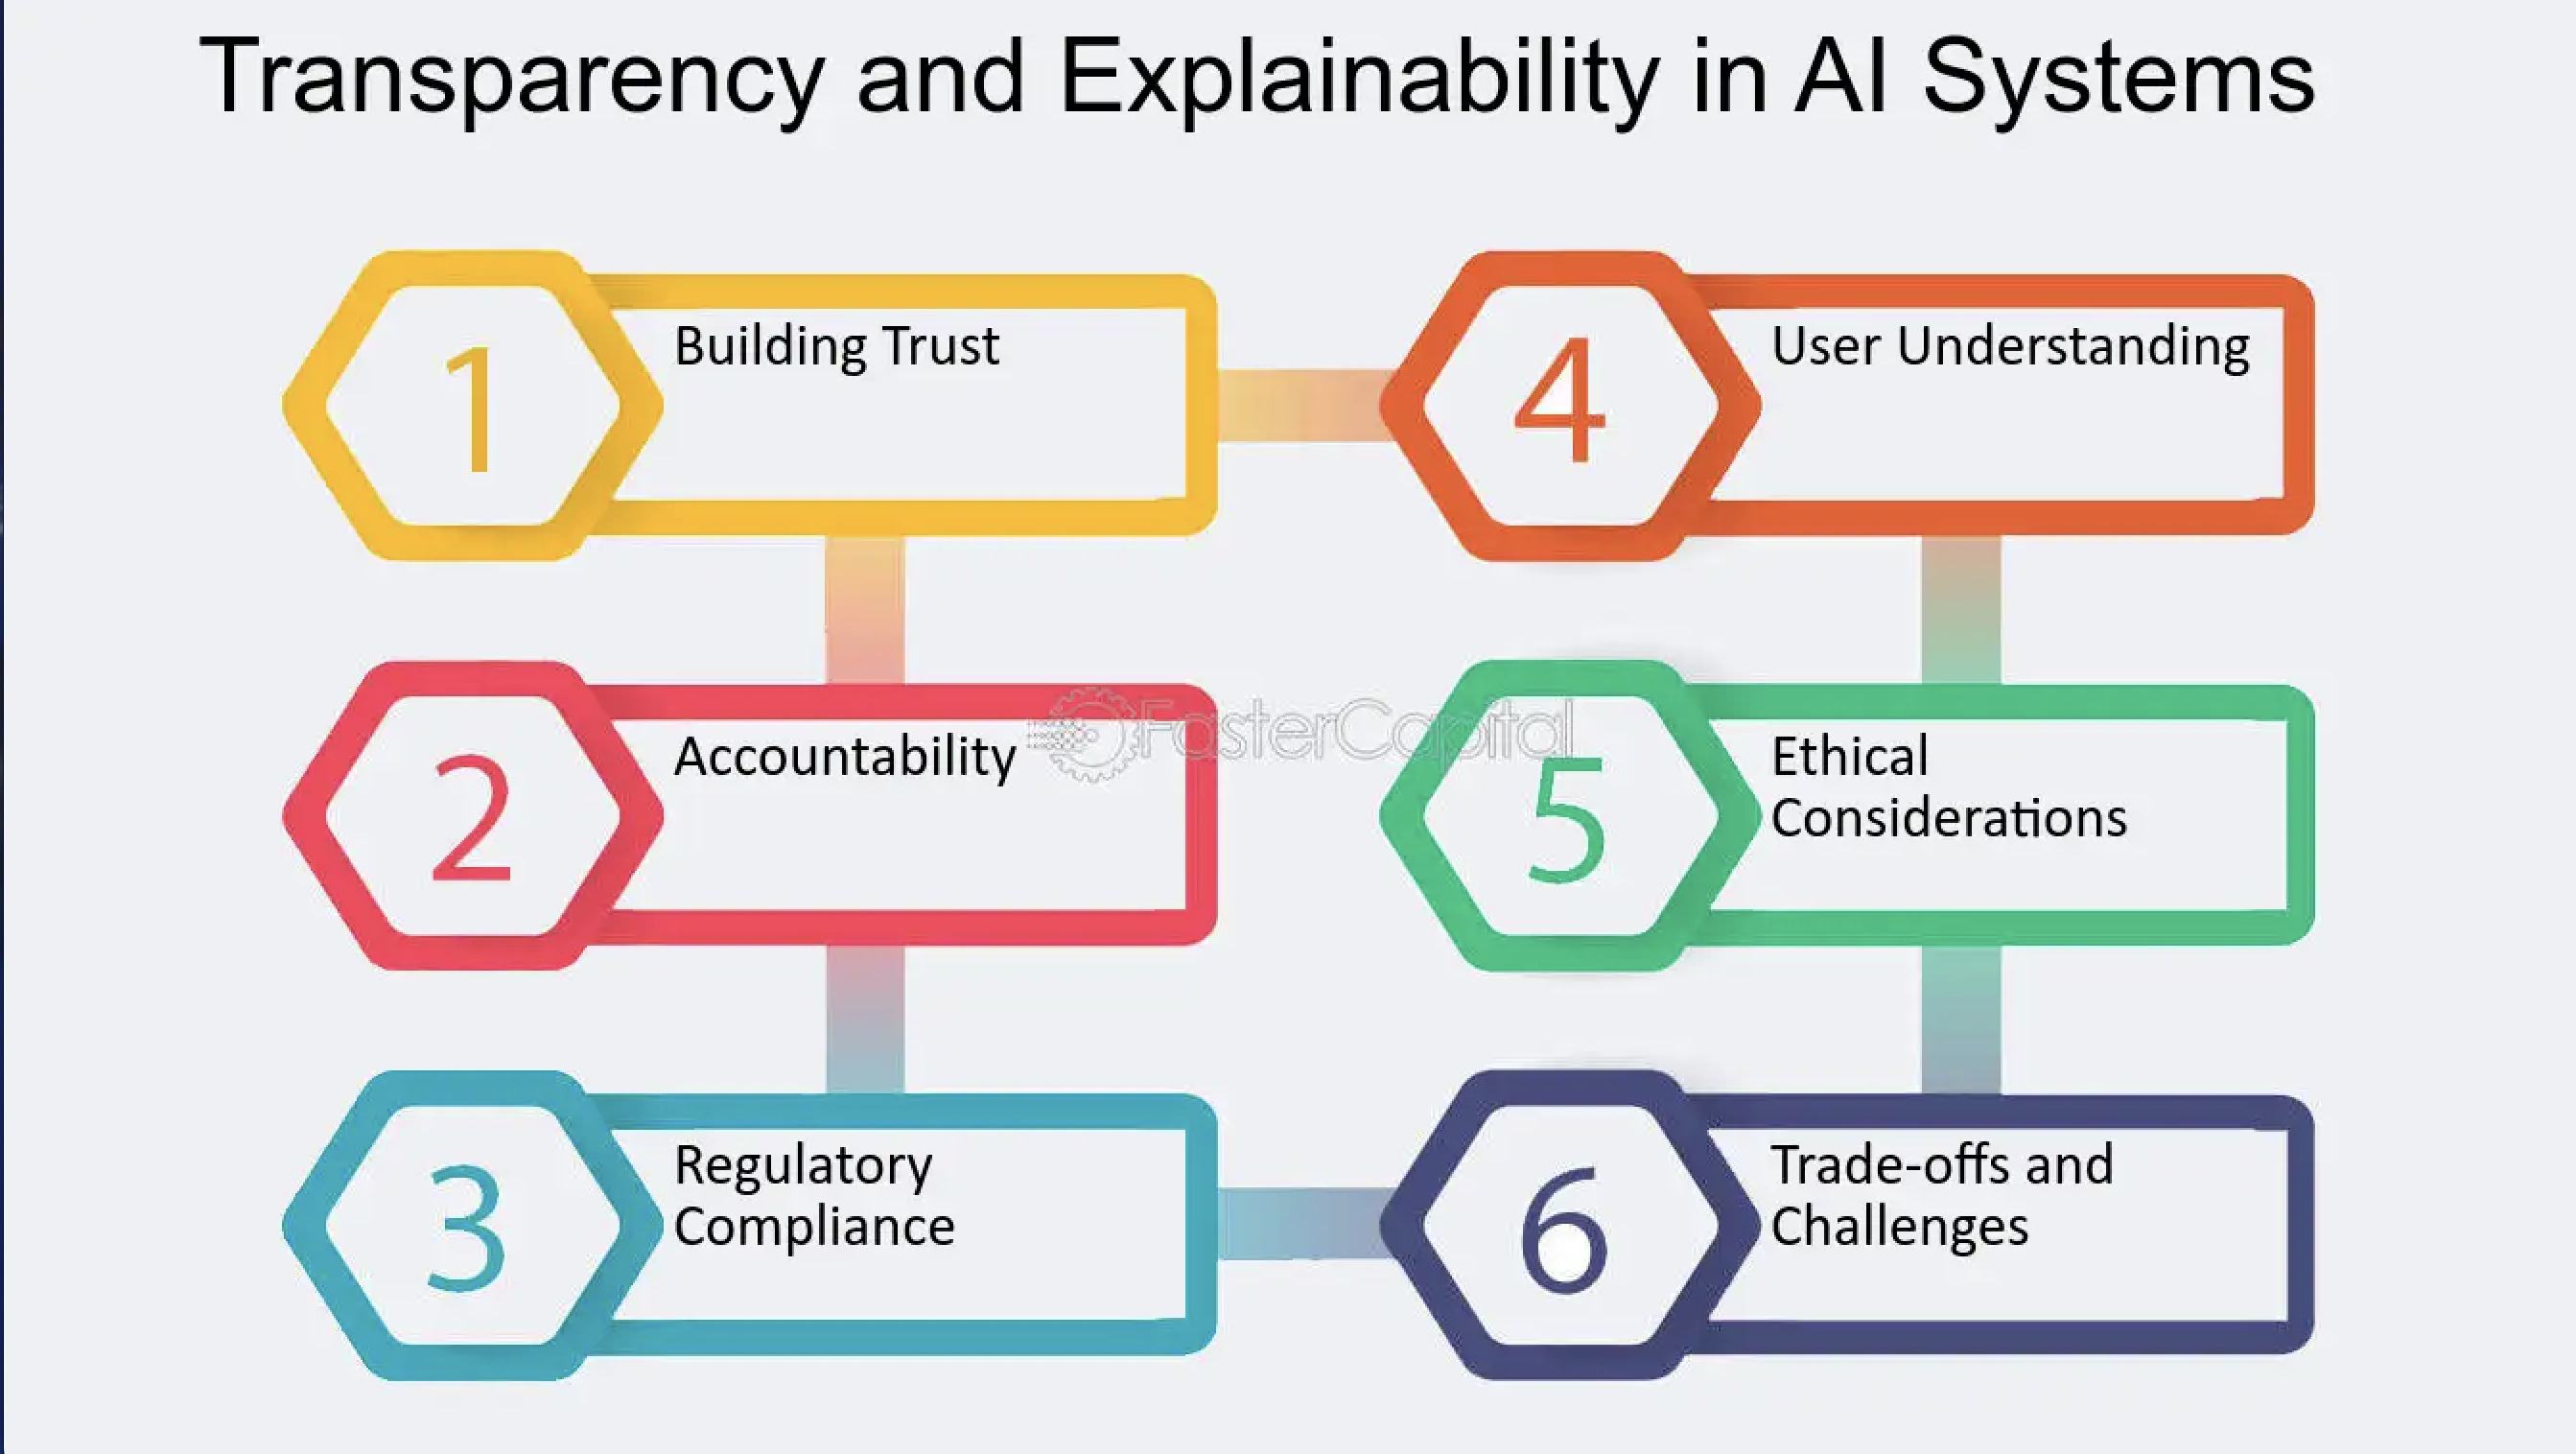 Transparency and Explainability in AI Systems
1
Building Trust
2
Accountability
3
Regulatory
Compliance
4
User Understanding
5
Ethical
Considerations
6
Trade-offs and
Challenges
FasterCapital